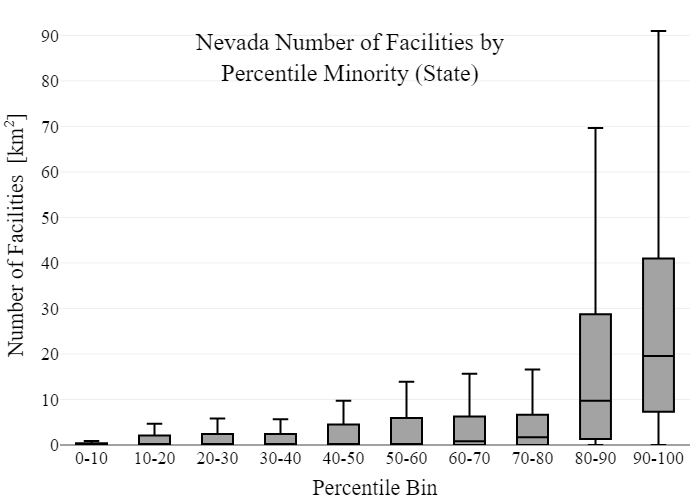 Nevada Number of Facilities by
Percentile Minority (State)
Number of Facilities [km²]
90
80
70
60
50
40
30
20
10
0
0-10 10-20 20-30 30-40 40-50 50-60 60-70 70-80 80-90 90-100
Percentile Bin